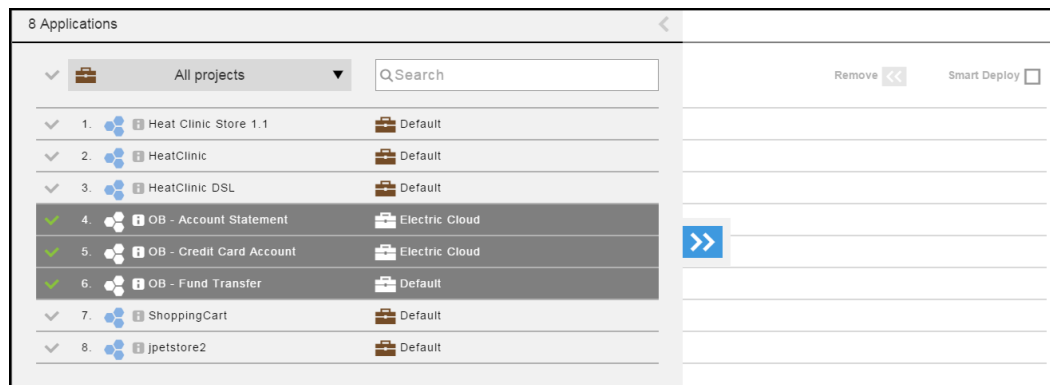 8 Applications
All projects
Search
Remove
Smart Deploy
1. Heat Clinic Store 1.1 Default
2. HeatClinic Default
3. HeatClinic DSL Default
4. OB - Account Statement Electric Cloud
5. OB - Credit Card Account Electric Cloud
6. OB - Fund Transfer Default
7. ShoppingCart Default
8. jpetstore2 Default